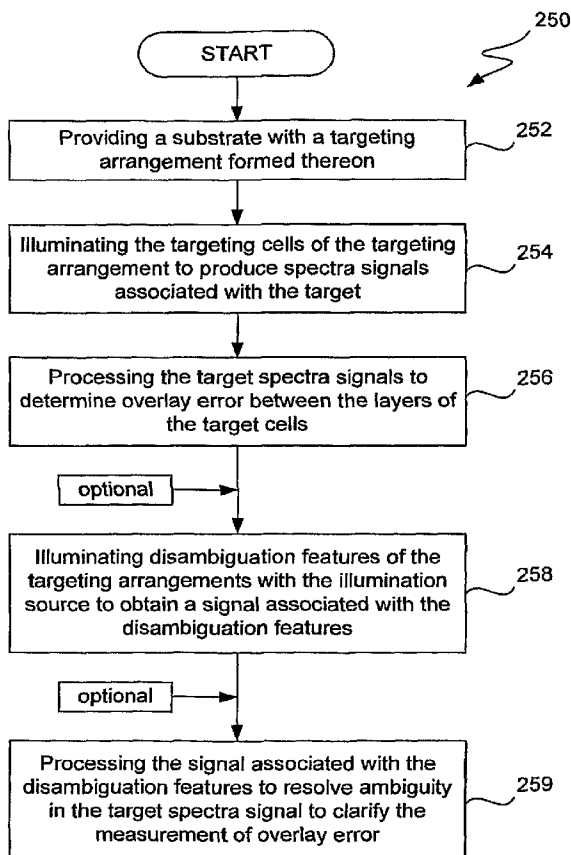 250
START
Providing a substrate with a targeting
arrangement formed thereon
252
Illuminating the targeting cells of the targeting
arrangement to produce spectra signals
associated with the target
254
Processing the target spectra signals to
determine overlay error between the layers of
the target cells
256
optional
Illuminating disambiguation features of the
targeting arrangements with the illumination
source to obtain a signal associated with the
disambiguation features
258
optional
Processing the signal associated with the
disambiguation features to resolve ambiguity
in the target spectra signal to clarify the
measurement of overlay error
259